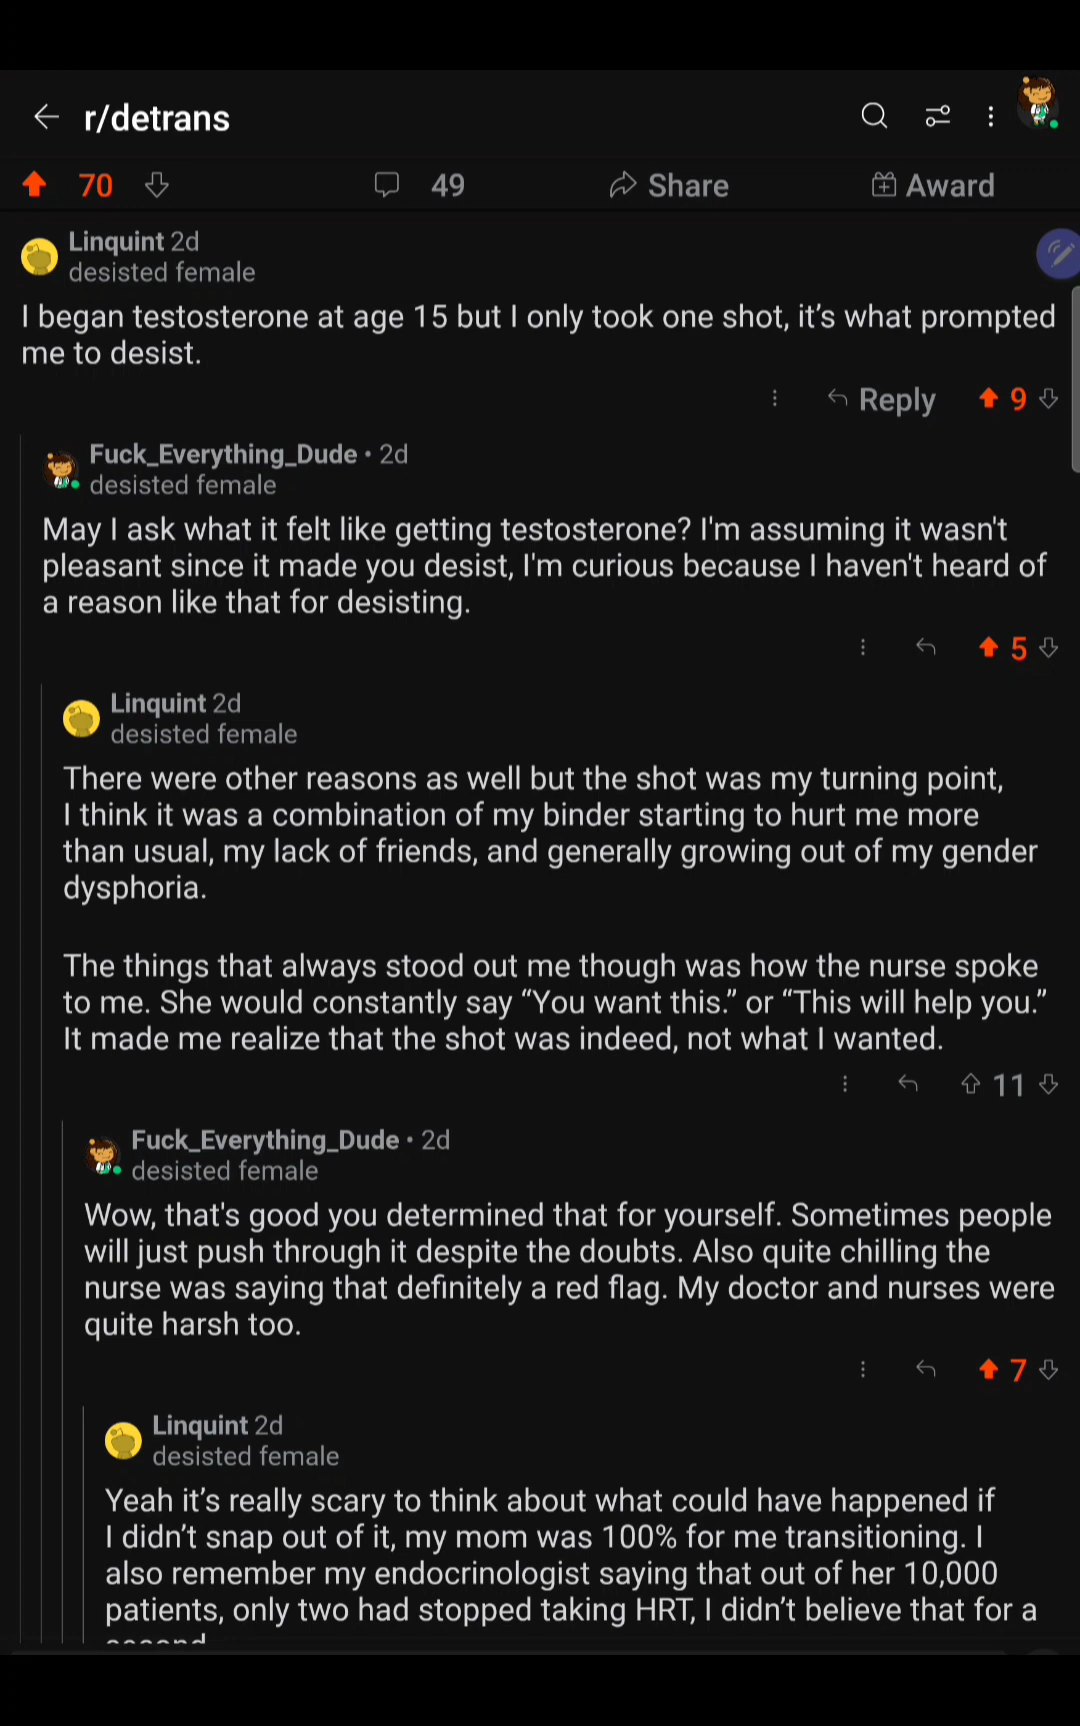 r/detrans
70
49
Share
Award
Linquint 2d
desisted female
I began testosterone at age 15 but I only took one shot, it’s what prompted
me to desist.
Reply
9
Fuck_Everything_Dude • 2d
desisted female
May I ask what it felt like getting testosterone? I'm assuming it wasn't
pleasant since it made you desist, I'm curious because I haven't heard of
a reason like that for desisting.
5
Linquint 2d
desisted female
There were other reasons as well but the shot was my turning point,
I think it was a combination of my binder starting to hurt me more
than usual, my lack of friends, and generally growing out of my gender
dysphoria.
The things that always stood out me though was how the nurse spoke
to me. She would constantly say “You want this.” or “This will help you.”
It made me realize that the shot was indeed, not what I wanted.
11
Fuck_Everything_Dude • 2d
desisted female
Wow, that's good you determined that for yourself. Sometimes people
will just push through it despite the doubts. Also quite chilling the
nurse was saying that definitely a red flag. My doctor and nurses were
quite harsh too.
7
Linquint 2d
desisted female
Yeah it’s really scary to think about what could have happened if
I didn’t snap out of it, my mom was 100% for me transitioning. I
also remember my endocrinologist saying that out of her 10,000
patients, only two had stopped taking HRT, I didn’t believe that for a